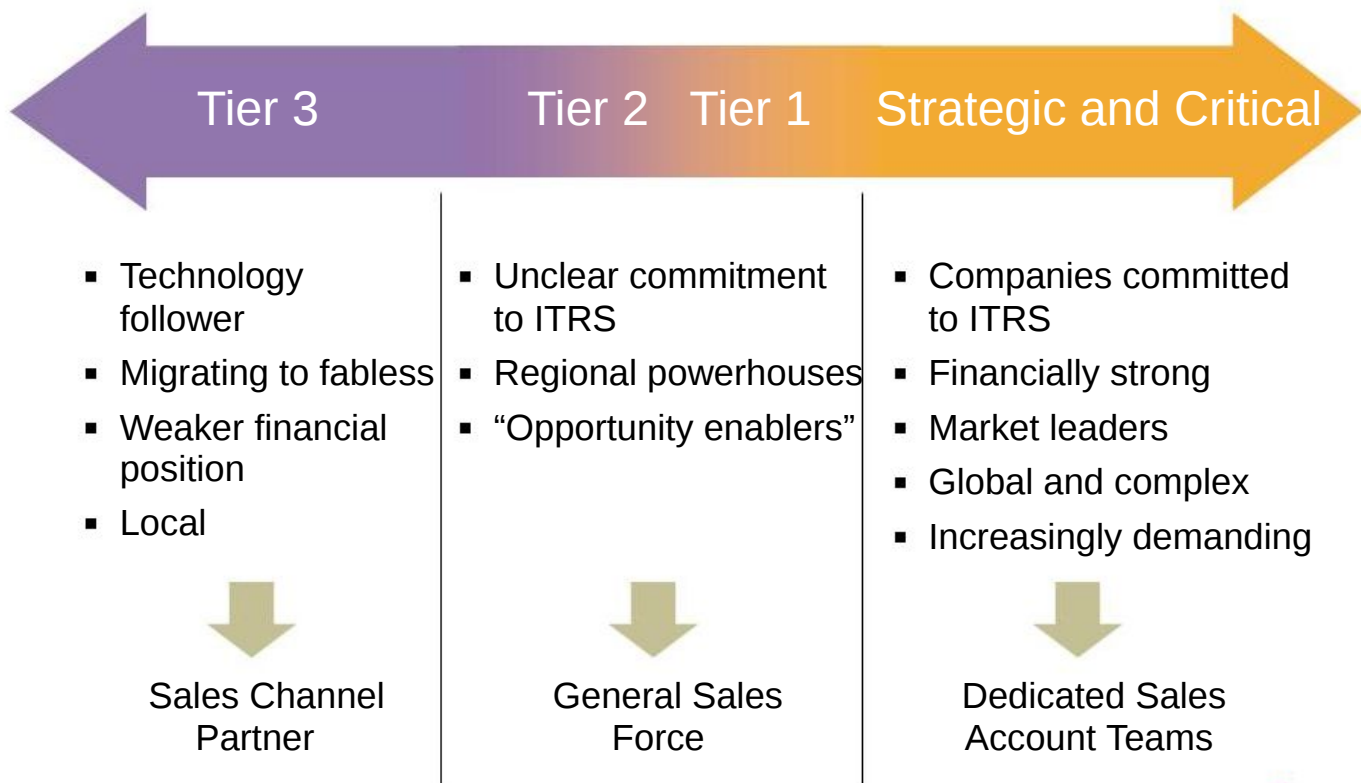 Tier 3
Tier 2
Tier 1
Strategic and Critical
▪ Technology
follower
▪ Migrating to fabless
▪ Weaker financial
position
▪ Local
Sales Channel
Partner
▪ Unclear commitment
to ITRS
▪ Regional powerhouses
▪ “Opportunity enablers”
General Sales
Force
▪ Companies committed
to ITRS
▪ Financially strong
▪ Market leaders
▪ Global and complex
▪ Increasingly demanding
Dedicated Sales
Account Teams